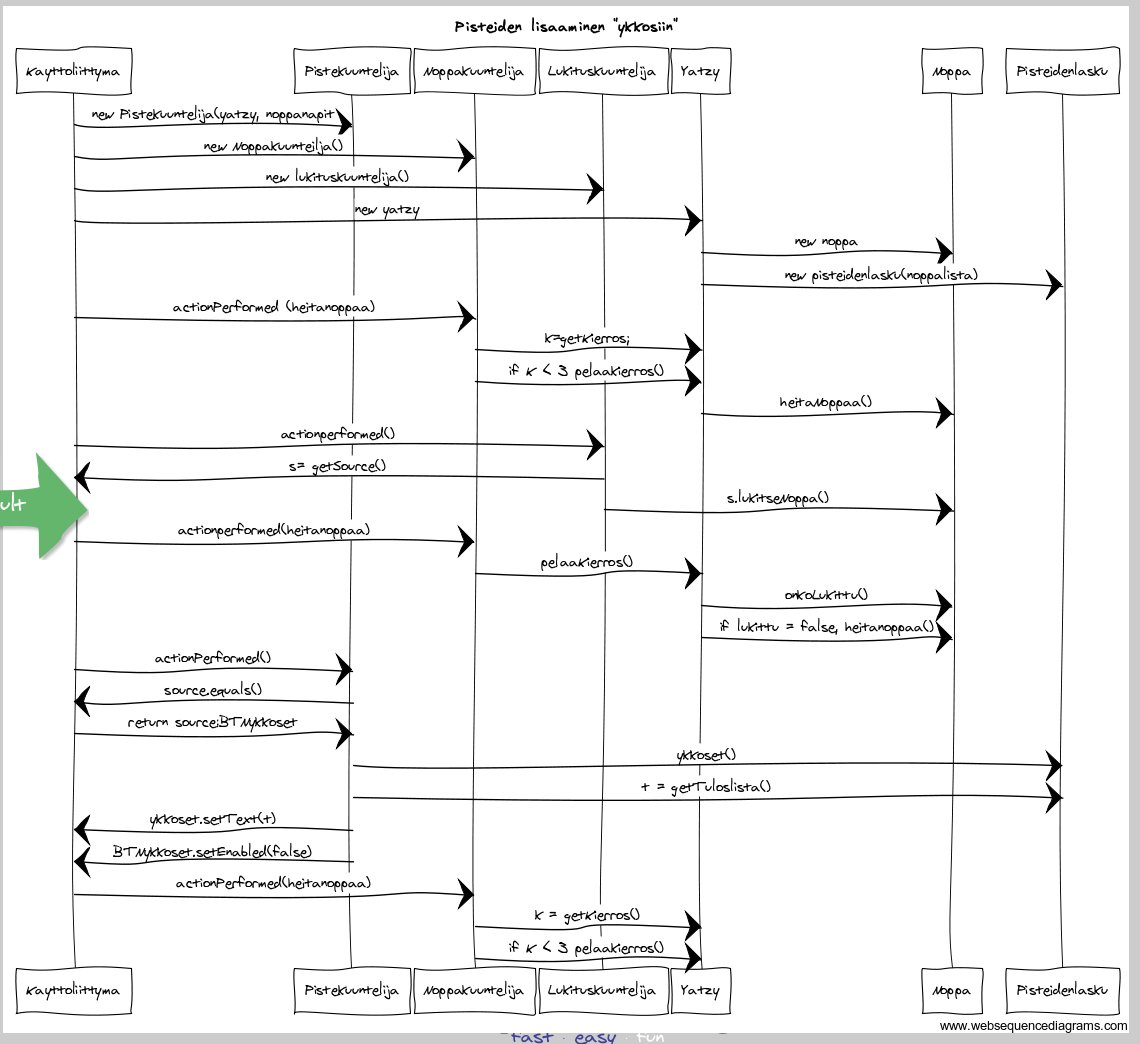 Pisteiden lisaaminen "ykkosiin"
Kayttoliittyma Pistekuuntelija Noppakuuntelija Lukituskuuntelija Yatzy Noppa Pisteidenlasku
new Pistekuuntelija(yatzy, noppanapit
new Noppakuunteilja()
new lukituskuuntelija()
new yatzy
new noppa
new pisteidenlasku(noppalista)
actionPerformed (heitanoppaa)
k=getKierros;
if k < 3 pelaakierros()
heitaNoppaa()
actionperformed()
s= getSource()
ult
s.lukitseNoppa()
actionperformed(heitanoppaa)
pelaaKierros()
onkoLukittu()
if lukittu = false, heitanoppaa()
actionPerformed()
source.equals()
return source:BTNykkoset
ykkoset()
t = getTuloslista()
ykkoset.setText(t)
BTNykkoset.setEnabled(false)
actionPerformed(heitanoppaa)
k = getkierros()
if k < 3 pelaakierros()
Kayttoliittyma Pistekuuntelija Noppakuuntelija Lukituskuuntelija Yatzy Noppa Pisteidenlasku
www.websequencediagrams.com
fast · easy · fun